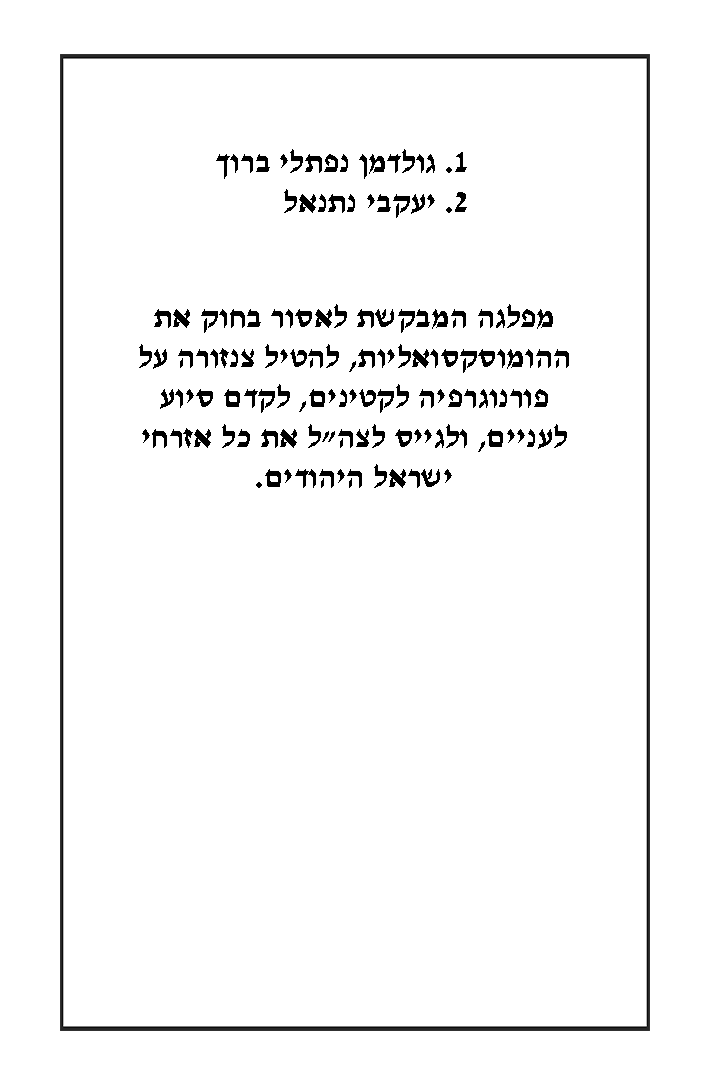 1. גולדמן נפתלי ברוך
2. יעקבי נתנאל
מפלגה המבקשת לאסור בחוק את
ההומוסקסואליות, להטיל צנזורה על
פורנוגרפיה לקטינים, לקדם סיוע
לעניים, ולגייס לצה״ל את כל אזרחי
ישראל היהודים.